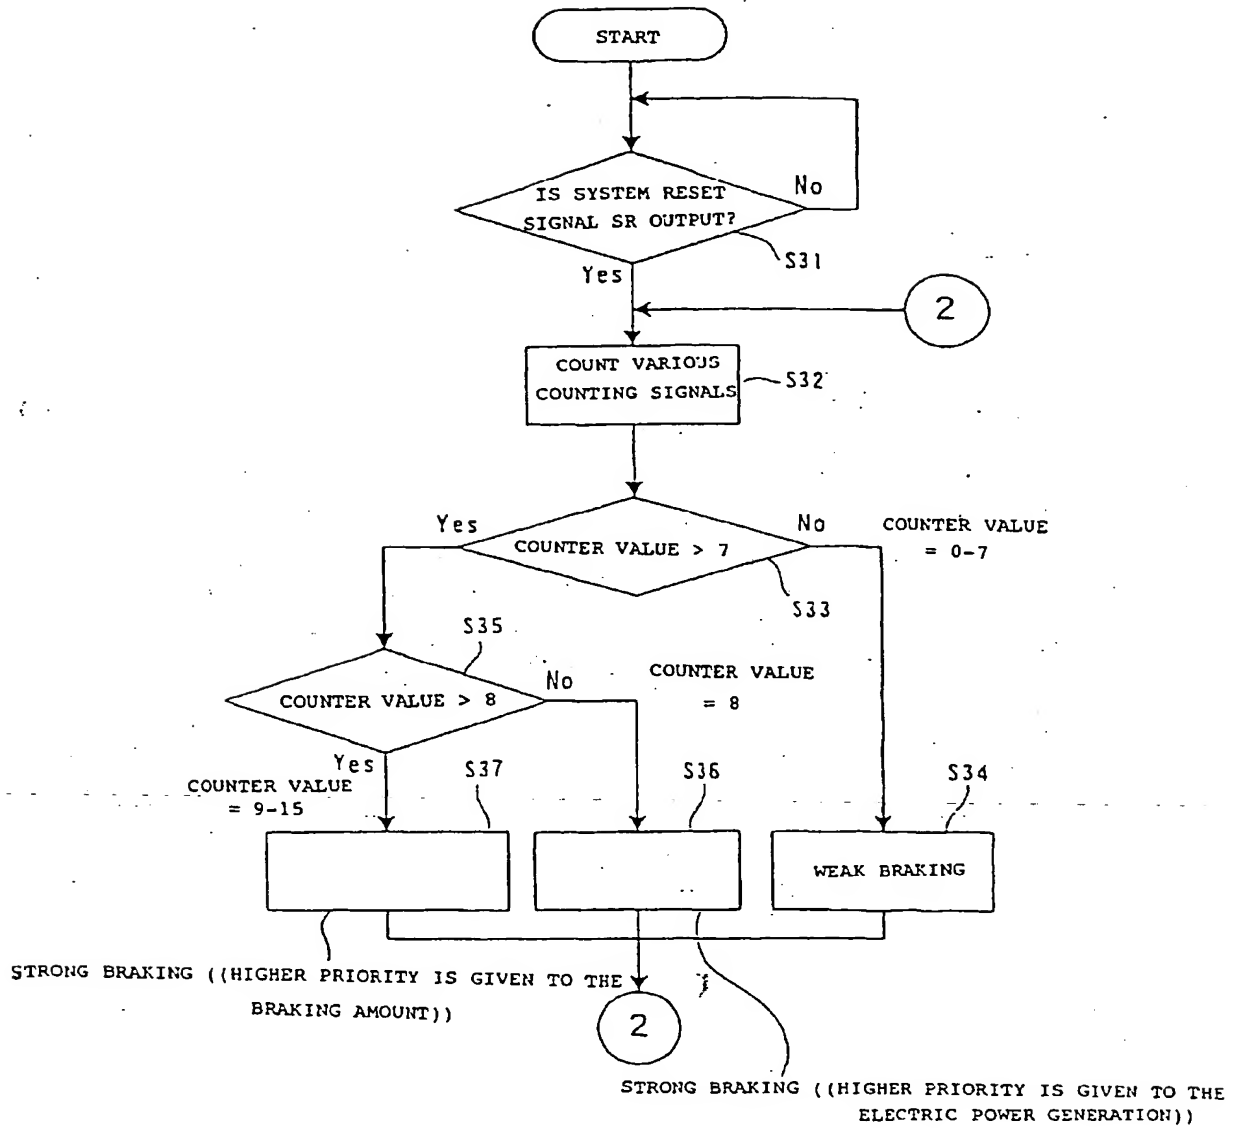 START
IS SYSTEM RESET
SIGNAL SR OUTPUT?
No
S31
Yes
2
COUNT VARIOUS
COUNTING SIGNALS
S32
Yes
COUNTER VALUE > 7
No
COUNTER VALUE
= 0-7
S33
S35
COUNTER VALUE > 8
No
COUNTER VALUE
= 8
Yes
COUNTER VALUE
= 9-15
S37
S36
S34
WEAK BRAKING
STRONG BRAKING ((HIGHER PRIORITY IS GIVEN TO THE
BRAKING AMOUNT))
2
STRONG BRAKING ((HIGHER PRIORITY IS GIVEN TO THE
ELECTRIC POWER GENERATION))